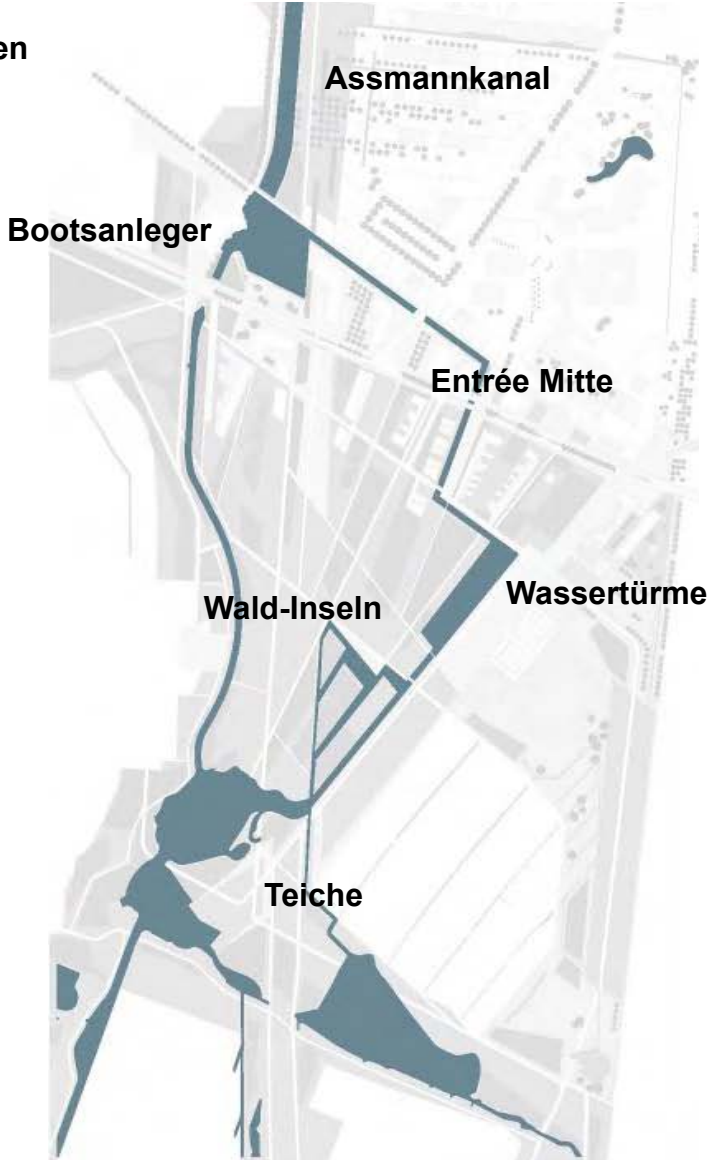 en
Assmannkanal
Bootsanleger
Entrée Mitte
Wassertürme
Wald-Inseln
Teiche